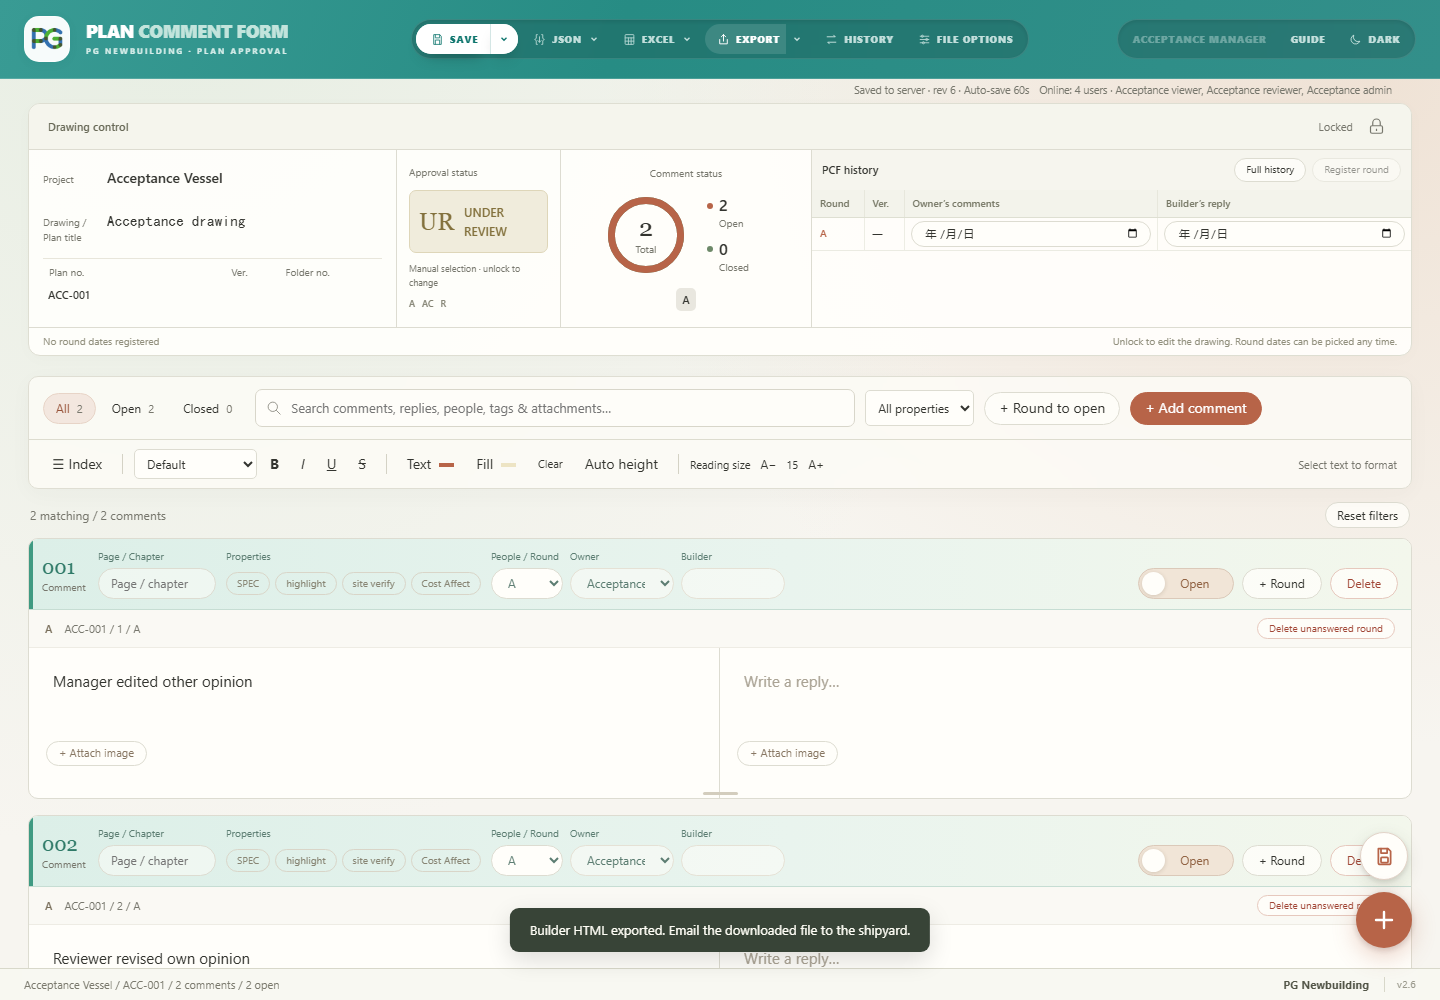 PG
PLAN COMMENT FORM
PG NEWBUILDING · PLAN APPROVAL
SAVE
JSON
EXCEL
EXPORT
HISTORY
FILE OPTIONS
ACCEPTANCE MANAGER
GUIDE
DARK
Saved to server · rev 6 · Auto-save 60s
Online: 4 users · Acceptance viewer, Acceptance reviewer, Acceptance admin
Drawing control
Locked
Project
Acceptance Vessel
Drawing /
Plan title
Acceptance drawing
Plan no.
Ver.
Folder no.
ACC-001
Approval status
UR
UNDER
REVIEW
Manual selection · unlock to
change
A AC R
Comment status
2
Total
2
Open
0
Closed
A
PCF history
Full history
Register round
Round
Ver.
Owner's comments
Builder's reply
A
—
年 /月/日
年 /月/日
No round dates registered
Unlock to edit the drawing. Round dates can be picked any time.
All 2
Open 2
Closed 0
Search comments, replies, people, tags & attachments...
All properties
+ Round to open
+ Add comment
☰ Index
Default
B
I
U
S
Text
Fill
Clear
Auto height
Reading size
A−
15
A+
Select text to format
2 matching / 2 comments
Reset filters
001
Comment
Page / Chapter
Page / chapter
Properties
SPEC
highlight
site verify
Cost Affect
People / Round
A
Owner
Acceptance
Builder
Open
+ Round
Delete
A ACC-001 / 1 / A
Delete unanswered round
Manager edited other opinion
Write a reply...
+ Attach image
+ Attach image
002
Comment
Page / Chapter
Page / chapter
Properties
SPEC
highlight
site verify
Cost Affect
People / Round
A
Owner
Acceptance
Builder
Open
+ Round
De
A ACC-001 / 2 / A
Delete unanswered r
Reviewer revised own opinion
Write a reply...
Builder HTML exported. Email the downloaded file to the shipyard.
Acceptance Vessel / ACC-001 / 2 comments / 2 open
PG Newbuilding
v2.6